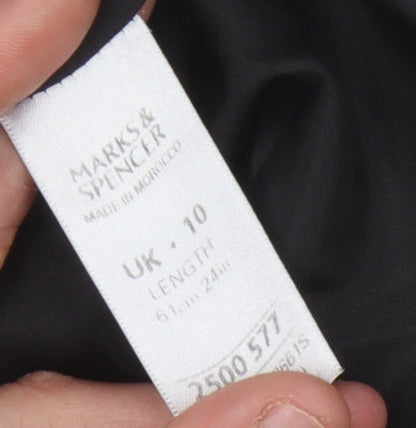 MARKS &
SPENCER
MADE IN MOROCCO
UK · 10
LENGTH
61cm 24in
2500 577